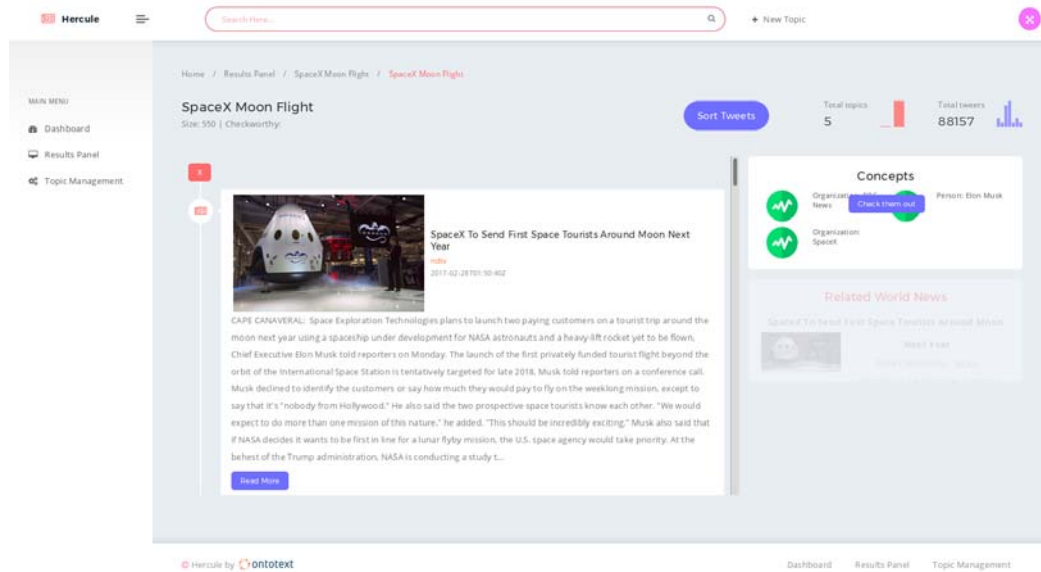 Hercule
Search Here...
+ New Topic
Home / Results Panel / SpaceX Moon Flight / SpaceX Moon Flight
MAIN MENU
Dashboard
Results Panel
Topic Management
SpaceX Moon Flight
Size: 550 | Checkworthy:
Sort Tweets
Total topics
5
Total tweers
88157
X
SpaceX To Send First Space Tourists Around Moon Next
Year
ndtv
2017-02-28T01:50:40Z
CAPE CANAVERAL: Space Exploration Technologies plans to launch two paying customers on a tourist trip around the
moon next year using a spaceship under development for NASA astronauts and a heavy-lift rocket yet to be flown,
Chief Executive Elon Musk told reporters on Monday. The launch of the first privately funded tourist flight beyond the
orbit of the International Space Station is tentatively targeted for late 2018, Musk told reporters on a conference call.
Musk declined to identify the customers or say how much they would pay to fly on the weeklong mission, except to
say that it's "nobody from Hollywood." He also said the two prospective space tourists know each other. "We would
expect to do more than one mission of this nature," he added. "This should be incredibly exciting." Musk also said that
if NASA decides it wants to be first in line for a lunar flyby mission, the U.S. space agency would take priority. At the
behest of the Trump administration, NASA is conducting a study t...
Read More
Concepts
News
Check them out
Person: Elon Musk
Organization:
SpaceX
Related World News
SpaceX To Send First Space Tourists Around Moon
Next Year
© Hercule by ontotext
Dashboard
Results Panel
Topic Management